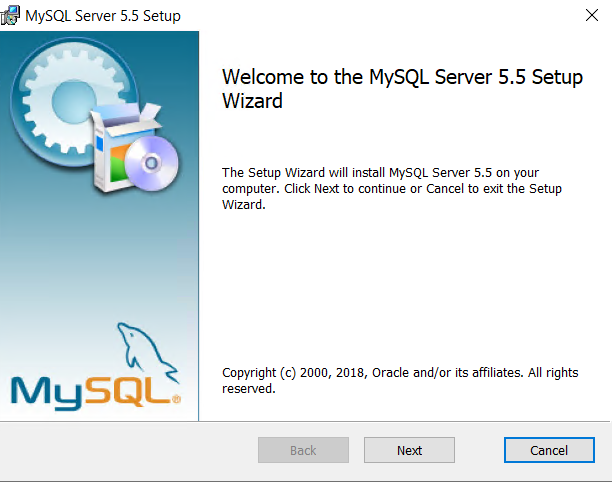 MySQL Server 5.5 Setup
Welcome to the MySQL Server 5.5 Setup
Wizard
The Setup Wizard will install MySQL Server 5.5 on your
computer. Click Next to continue or Cancel to exit the Setup
Wizard.
MySQL®
Copyright (c) 2000, 2018, Oracle and/or its affiliates. All rights
reserved.
Back Next Cancel